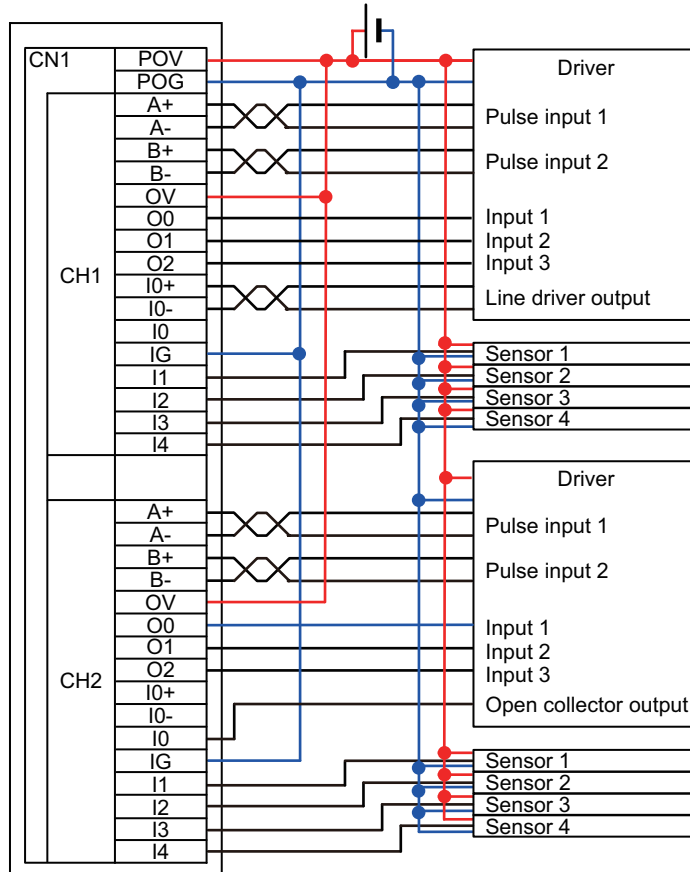 CN1
POV
POG
Driver
CH1
A+
A-
Pulse input 1
B+
B-
Pulse input 2
OV
O0
Input 1
O1
Input 2
O2
Input 3
I0+
I0-
Line driver output
I0
IG
I1
I2
I3
I4
Sensor 1
Sensor 2
Sensor 3
Sensor 4
Driver
CH2
A+
A-
Pulse input 1
B+
B-
Pulse input 2
OV
O0
Input 1
O1
Input 2
O2
Input 3
I0+
I0-
Open collector output
I0
IG
I1
I2
I3
I4
Sensor 1
Sensor 2
Sensor 3
Sensor 4